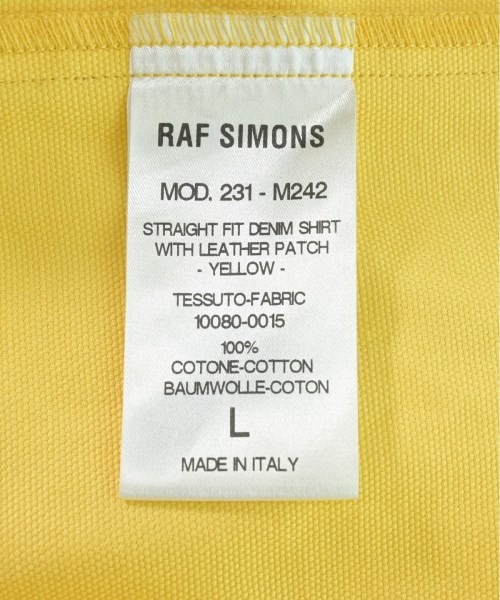 RAF SIMONS
MOD. 231 - M242
STRAIGHT FIT DENIM SHIRT
WITH LEATHER PATCH
- YELLOW -
TESSUTO-FABRIC
10080-0015
100%
COTONE-COTTON
BAUMWOLLE-COTON
L
MADE IN ITALY